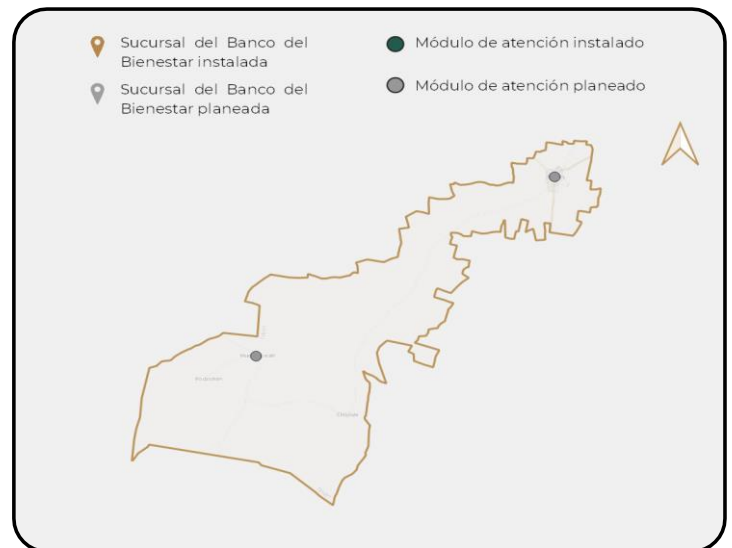 Sucursal del Banco del
Bienestar instalada
Sucursal del Banco del
Bienestar planeada
Módulo de atención instalado
Módulo de atención planeado